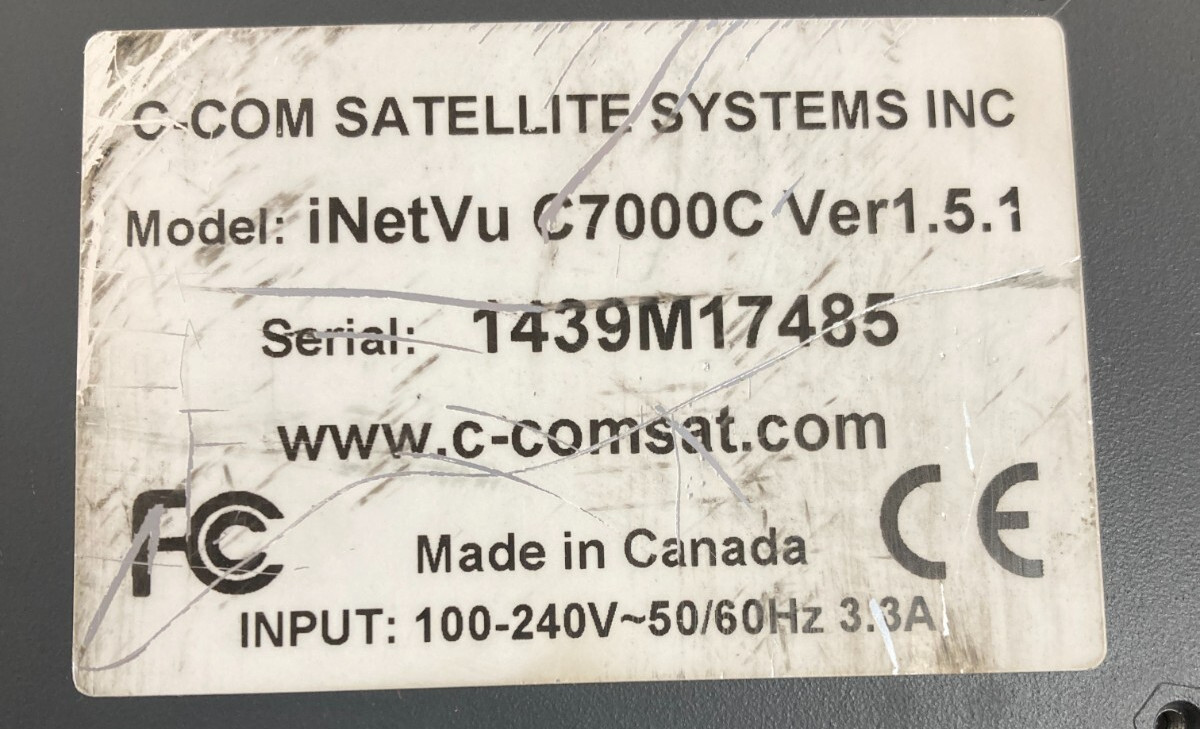 C-COM SATELLITE SYSTEMS INC
Model: iNetVu C7000C Ver1.5.1
Serial: 1439M17485
www.c-comsat.com
FC CE
Made in Canada
INPUT: 100-240V~50/60Hz 3.3A